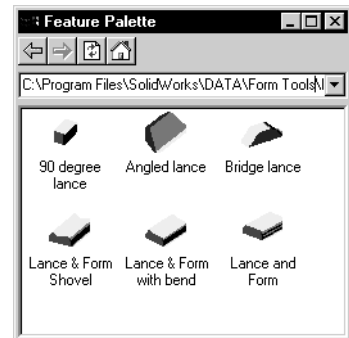 Feature Palette
C:\Program Files\SolidWorks\DATA\Form Tools\l
90 degree
lance
Angled lance
Bridge lance
Lance & Form
Shovel
Lance & Form
with bend
Lance and
Form